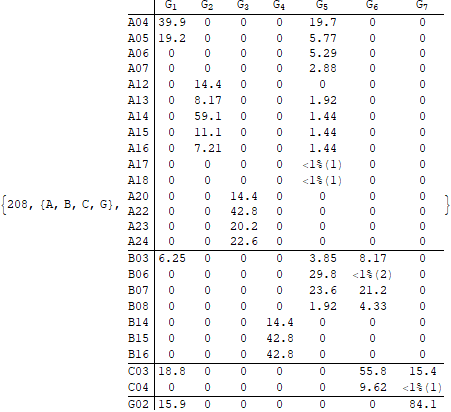 G1 G2 G3 G4 G5 G6 G7
A04 39.9 0 0 0 19.7 0 0
A05 19.2 0 0 0 5.77 0 0
A06 0 0 0 0 5.29 0 0
A07 0 0 0 0 2.88 0 0
A12 0 14.4 0 0 0 0 0
A13 0 8.17 0 0 1.92 0 0
A14 0 59.1 0 0 1.44 0 0
A15 0 11.1 0 0 1.44 0 0
A16 0 7.21 0 0 1.44 0 0
A17 0 0 0 0 <1%(1) 0 0
A18 0 0 0 0 <1%(1) 0 0
{208, {A, B, C, G}, A20 0 0 14.4 0 0 0 0 }
A22 0 0 42.8 0 0 0 0
A23 0 0 20.2 0 0 0 0
A24 0 0 22.6 0 0 0 0
B03 6.25 0 0 0 3.85 8.17 0
B06 0 0 0 0 29.8 <1%(2) 0
B07 0 0 0 0 23.6 21.2 0
B08 0 0 0 0 1.92 4.33 0
B14 0 0 0 14.4 0 0 0
B15 0 0 0 42.8 0 0 0
B16 0 0 0 42.8 0 0 0
C03 18.8 0 0 0 0 55.8 15.4
C04 0 0 0 0 0 9.62 <1%(1)
G02 15.9 0 0 0 0 0 84.1